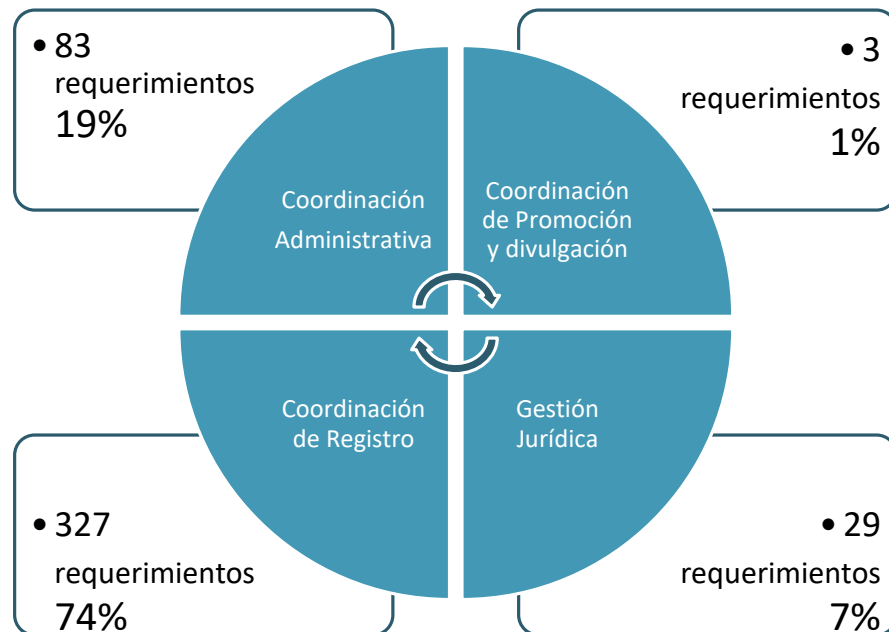 • 83
requerimientos
19%
• 3
requerimientos
1%
Coordinación
Administrativa
Coordinación
de Promoción
y divulgación
Coordinación
de Registro
Gestión
Jurídica
• 327
requerimientos
74%
• 29
requerimientos
7%